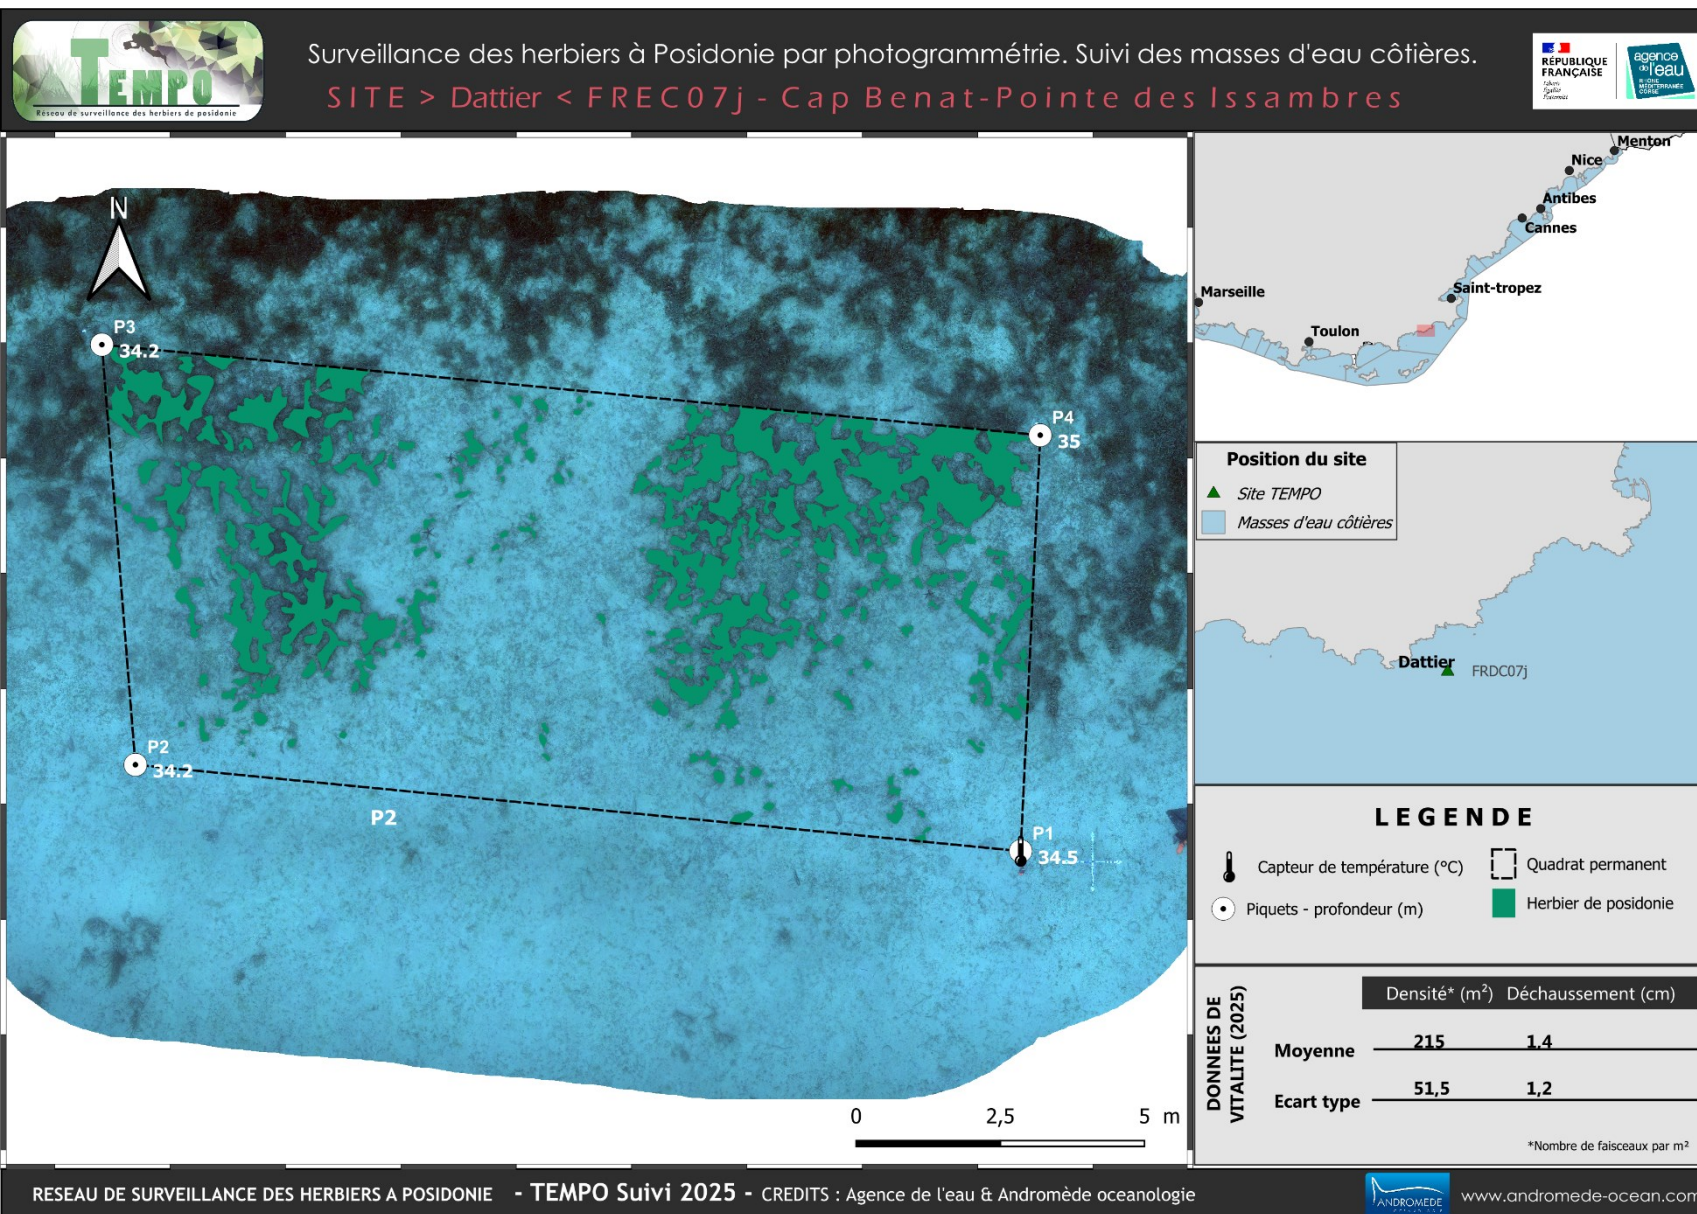 TEMPO
Réseau de surveillance des herbiers de posidonie
Surveillance des herbiers à Posidonie par photogrammétrie. Suivi des masses d'eau côtières.
SITE > Dattier < FREC07j - Cap Benat-Pointe des Issambres
RÉPUBLIQUE
FRANÇAISE
Liberté
Égalité
Fraternité
agence
de l'eau
RHÔNE
MÉDITERRANÉE
CORSE
N
P3
34.2
P4
35
P2
34.2
P2
P1
34.5
0 2,5 5 m
Menton
Nice
Antibes
Cannes
Saint-tropez
Marseille
Toulon
Position du site
Site TEMPO
Masses d'eau côtières
Dattier
FRDC07j
LEGENDE
Capteur de température (°C)
Quadrat permanent
Piquets - profondeur (m)
Herbier de posidonie
DONNEES DE
VITALITE (2025)
Densité* (m²) Déchaussement (cm)
Moyenne 215 1.4
Ecart type 51,5 1,2
*Nombre de faisceaux par m²
RESEAU DE SURVEILLANCE DES HERBIERS A POSIDONIE - TEMPO Suivi 2025 - CREDITS : Agence de l'eau & Andromède oceanologie
ANDROMEDE
www.andromede-ocean.com